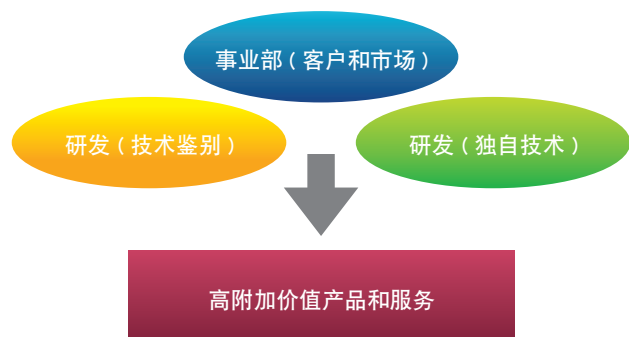 事业部（客户和市场）
研发（技术鉴别）
研发（独自技术）
高附加价值产品和服务